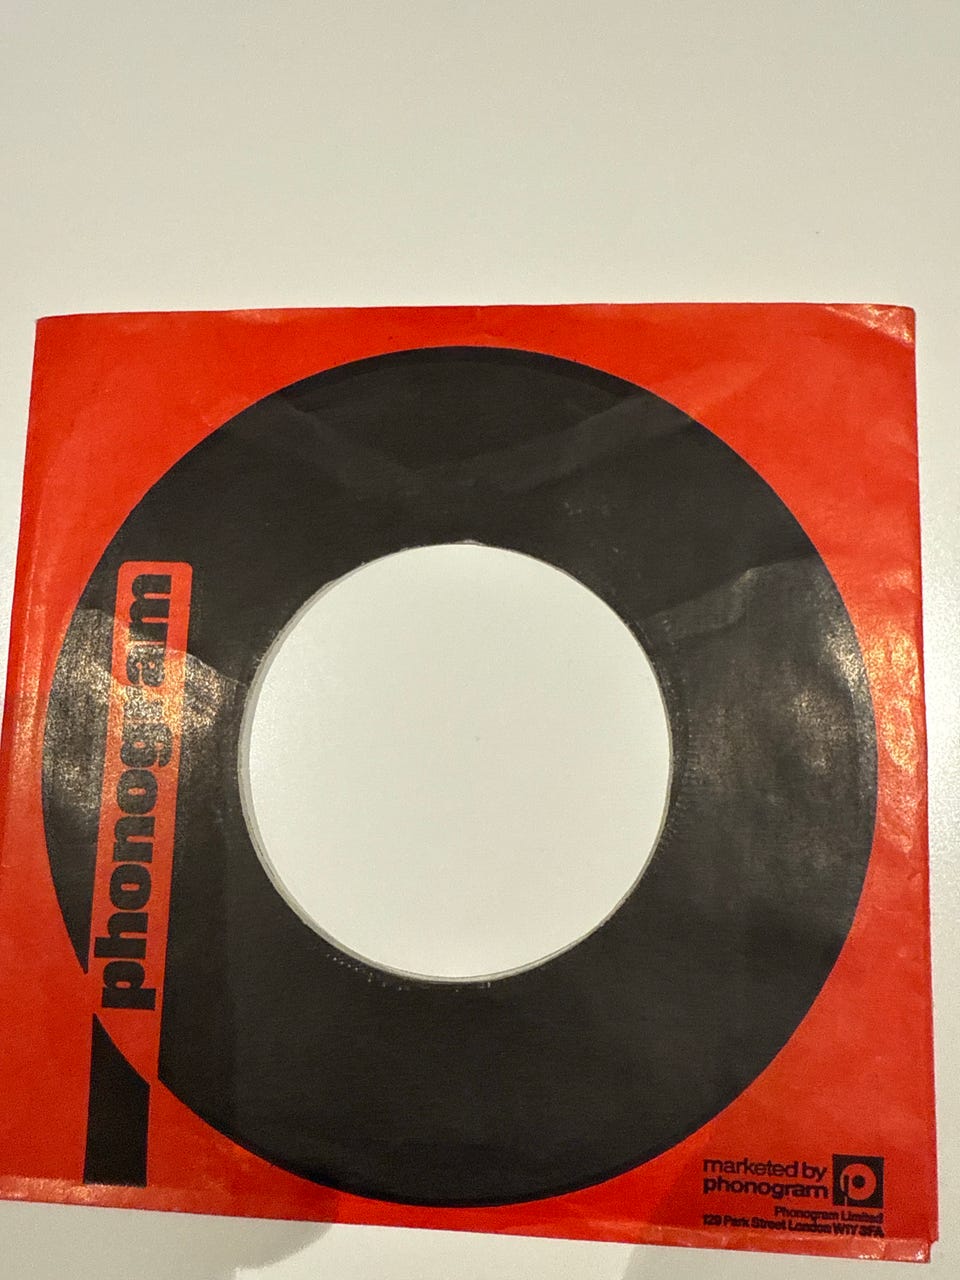 phonogram
marketed by
phonogram
Phonogram Limited
129 Park Street London W1Y 3FA